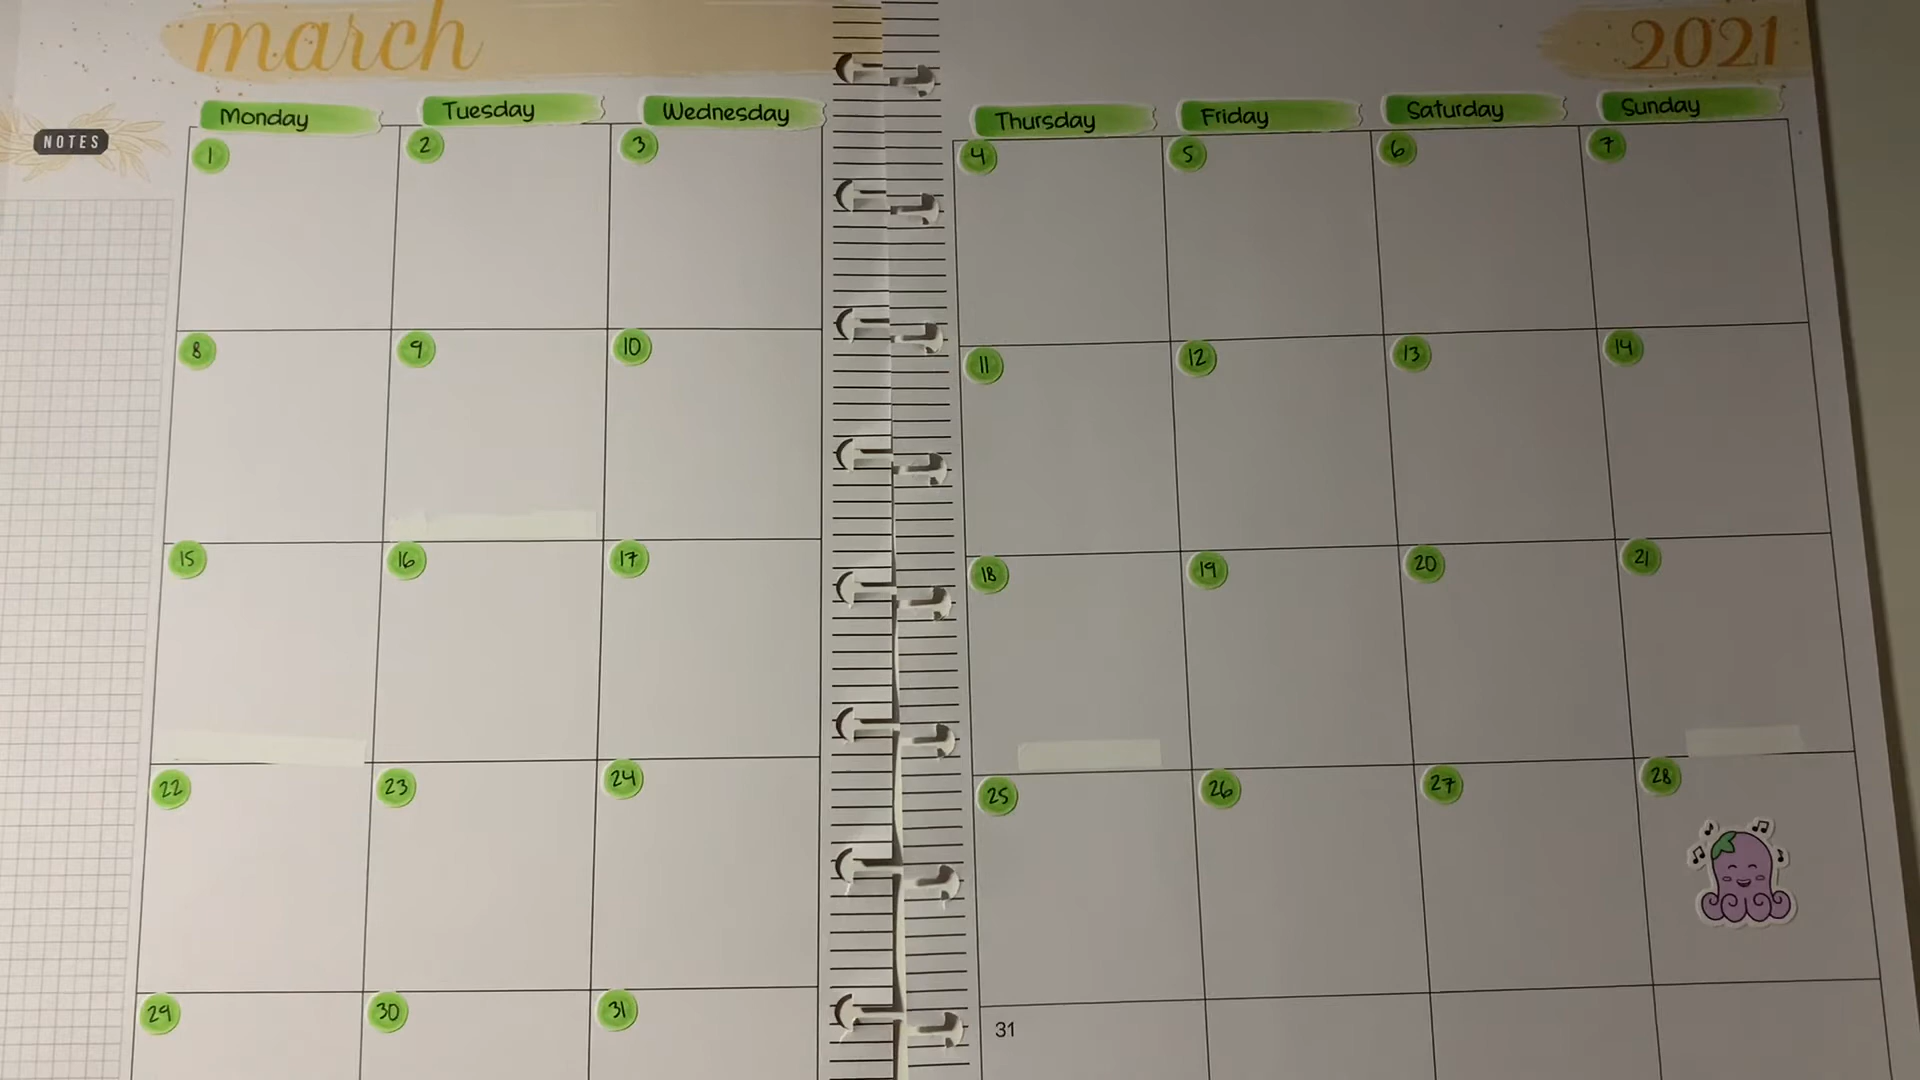 march 2021
NOTES
Monday Tuesday Wednesday Thursday Friday Saturday Sunday
1 2 3 4 5 6 7
8 9 10 11 12 13 14
15 16 17 18 19 20 21
22 23 24 25 26 27 28
29 30 31 31